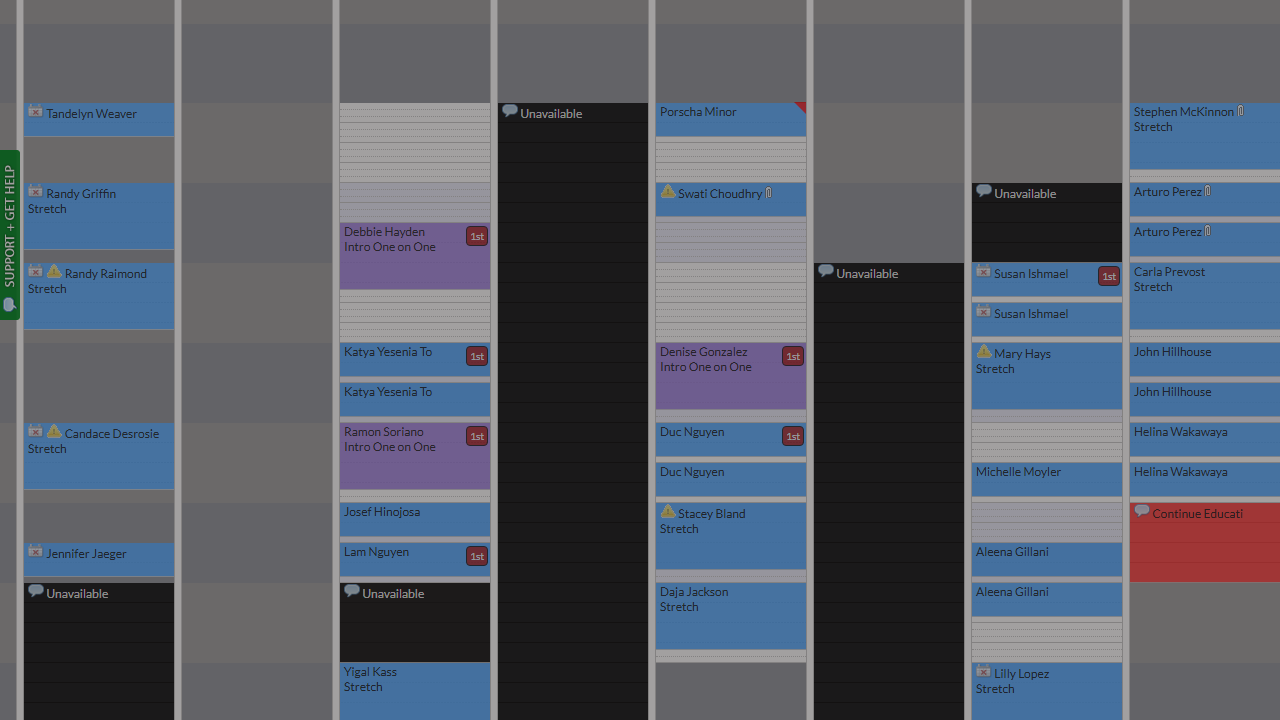 SUPPORT + GET HELP
Tandelyn Weaver
Randy Griffin
Stretch
Randy Raimond
Stretch
Candace Desrosie
Stretch
Jennifer Jaeger
Unavailable
Debbie Hayden
1st
Intro One on One
Katya Yesenia To
1st
Katya Yesenia To
Ramon Soriano
1st
Intro One on One
Josef Hinojosa
Lam Nguyen
1st
Unavailable
Yigal Kass
Stretch
Unavailable
Porscha Minor
Swati Choudhry
Denise Gonzalez
1st
Intro One on One
Duc Nguyen
1st
Duc Nguyen
Stacey Bland
Stretch
Daja Jackson
Stretch
Unavailable
Unavailable
Susan Ishmael
1st
Susan Ishmael
Mary Hays
Stretch
Michelle Moyler
Aleena Gillani
Aleena Gillani
Lilly Lopez
Stretch
Stephen McKinnon
Stretch
Arturo Perez
Arturo Perez
Carla Prevost
Stretch
John Hillhouse
John Hillhouse
Helina Wakawaya
Helina Wakawaya
Continue Educati